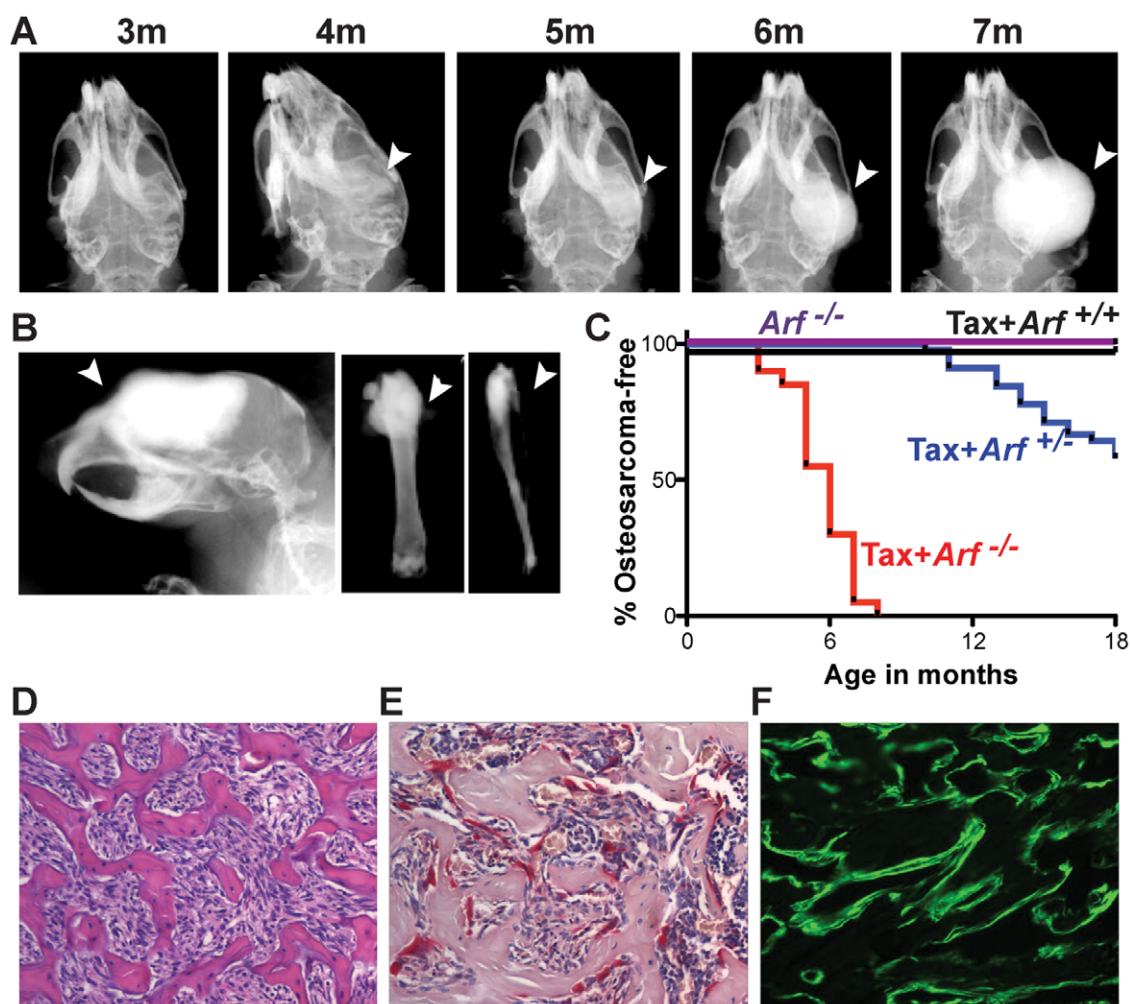 A
3m 4m 5m 6m 7m
B
C
Arf -/-
Tax+Arf +/+
Tax+Arf +/-
Tax+Arf -/-
% Osteosarcoma-free
100
50
0
0 6 12 18
Age in months
D E F